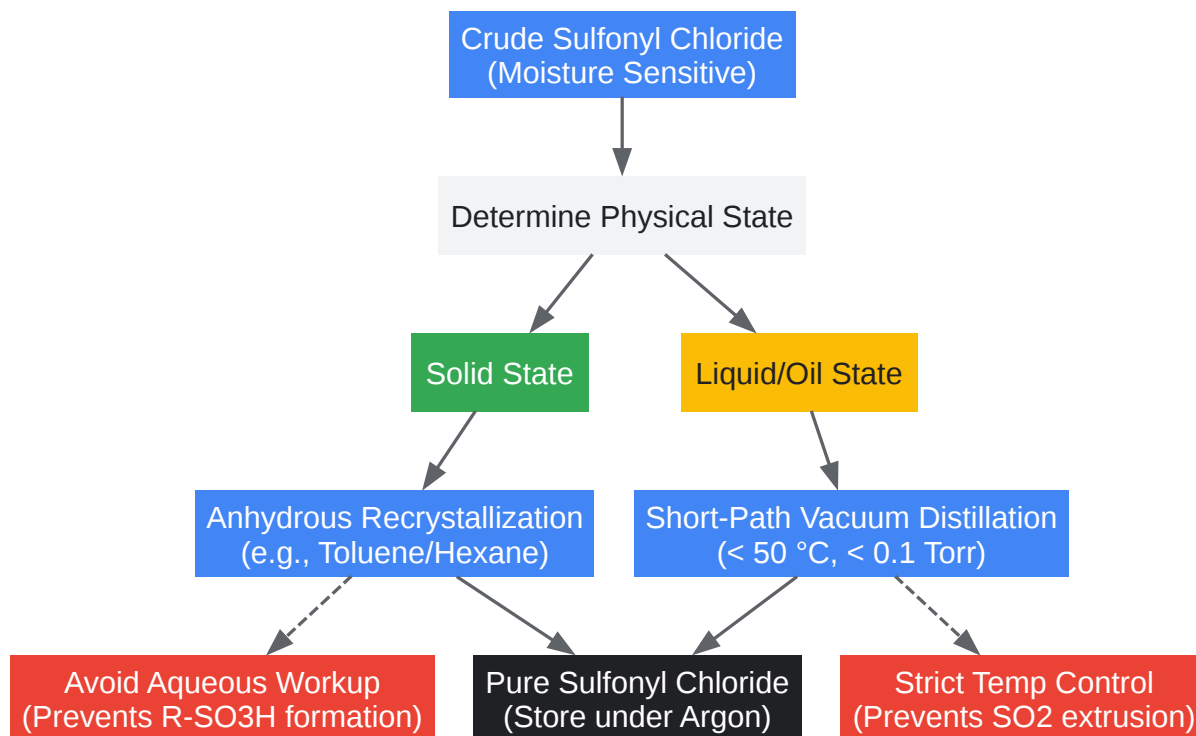 Crude Sulfonyl Chloride
(Moisture Sensitive)
Determine Physical State
Solid State
Liquid/Oil State
Anhydrous Recrystallization
(e.g., Toluene/Hexane)
Short-Path Vacuum Distillation
(< 50 °C, < 0.1 Torr)
Avoid Aqueous Workup
(Prevents R-SO3H formation)
Pure Sulfonyl Chloride
(Store under Argon)
Strict Temp Control
(Prevents SO2 extrusion)